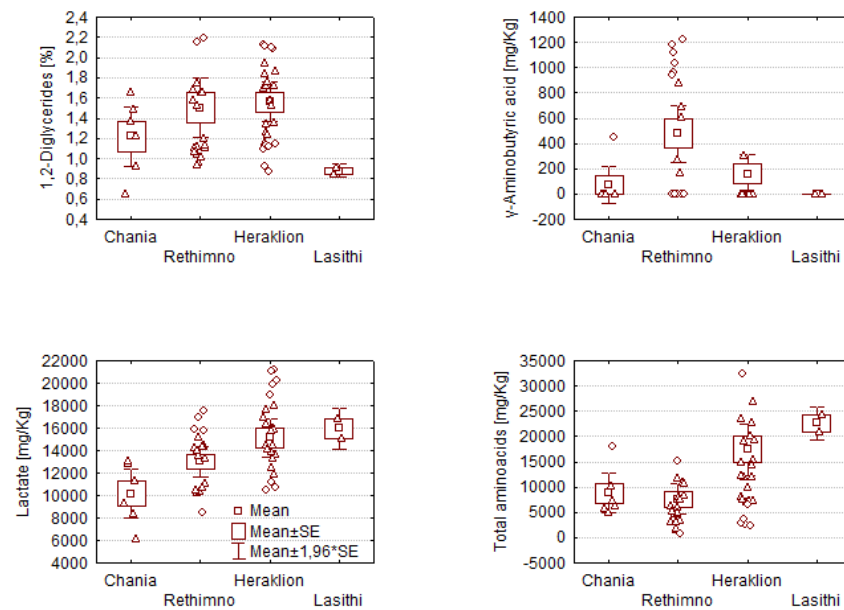 1,2-Diglycerides [%]
2,4
2,2
2,0
1,8
1,6
1,4
1,2
1,0
0,8
0,6
0,4
Chania
Rethimno
Heraklion
Lasithi
γ-Aminobutyric acid [mg/Kg]
1400
1200
1000
800
600
400
200
0
-200
Chania
Rethimno
Heraklion
Lasithi
Lactate [mg/Kg]
22000
20000
18000
16000
14000
12000
10000
8000
6000
4000
Mean
Mean±SE
Mean±1,96*SE
Chania
Rethimno
Heraklion
Lasithi
Total aminoacids [mg/Kg]
35000
30000
25000
20000
15000
10000
5000
0
-5000
Chania
Rethimno
Heraklion
Lasithi